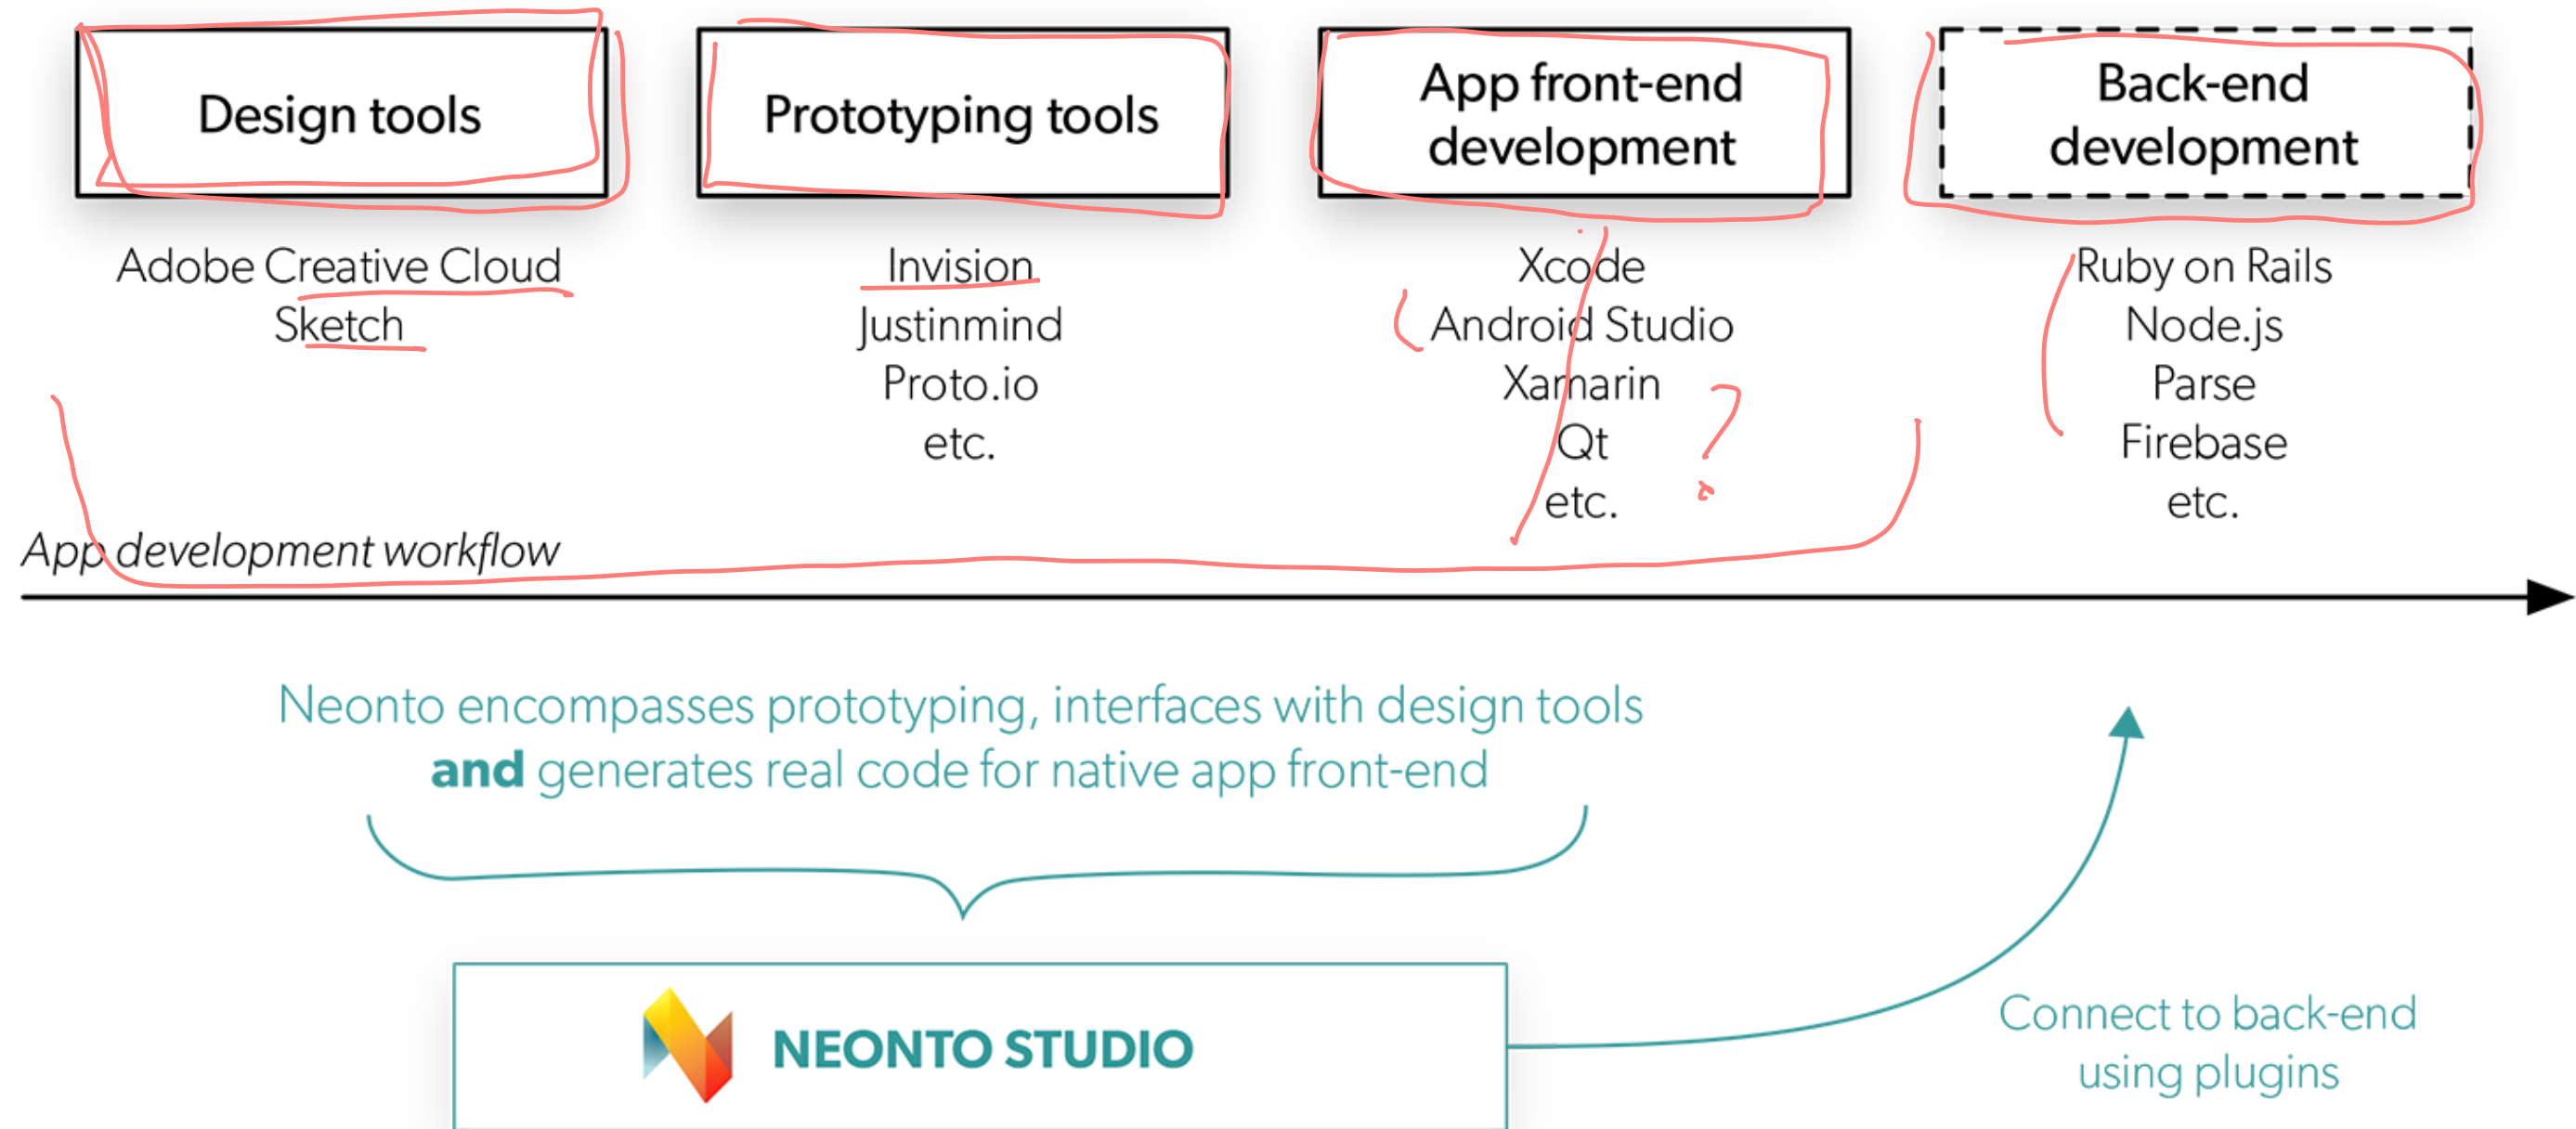 Design tools
Adobe Creative Cloud
Sketch
Prototyping tools
Invision
Justinmind
Proto.io
etc.
App front-end
development
Xcode
Android Studio
Xamarin
Qt
etc.
?
Back-end
development
Ruby on Rails
Node.js
Parse
Firebase
etc.
App development workflow
Neonto encompasses prototyping, interfaces with design tools
and generates real code for native app front-end
NEONTO STUDIO
Connect to back-end
using plugins